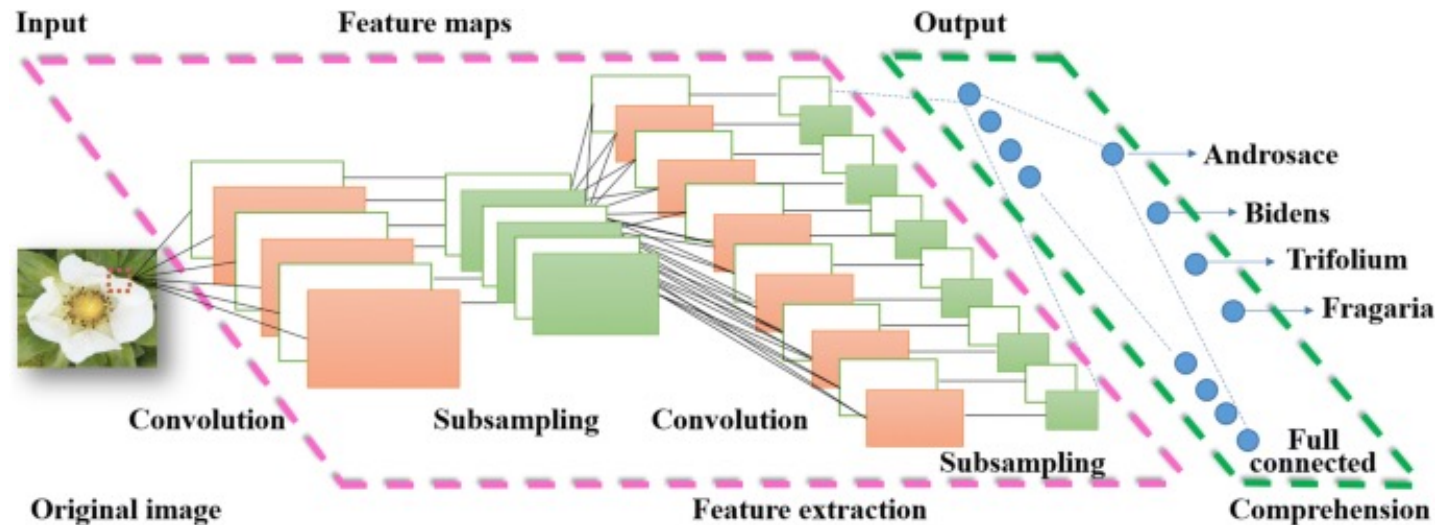 Input
Feature maps
Output
Androsace
Bidens
Trifolium
Fragaria
Convolution
Subsampling
Convolution
Subsampling
Full
connected
Original image
Feature extraction
Comprehension